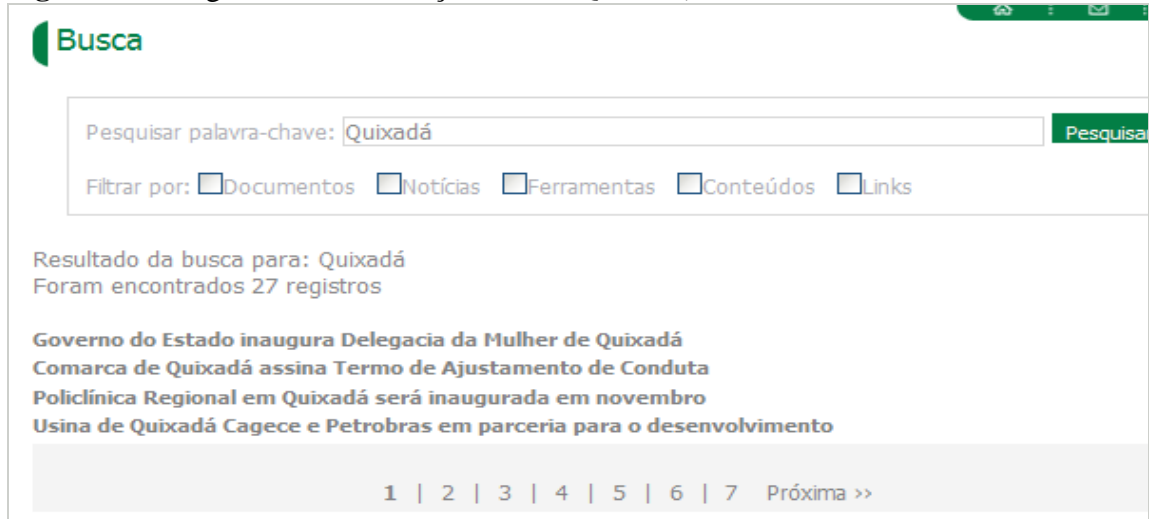 Busca
Pesquisar palavra-chave: Quixadá Pesquisar
Filtrar por: Documentos Notícias Ferramentas Conteúdos Links
Resultado da busca para: Quixadá
Foram encontrados 27 registros
Governo do Estado inaugura Delegacia da Mulher de Quixadá
Comarca de Quixadá assina Termo de Ajustamento de Conduta
Policlínica Regional em Quixadá será inaugurada em novembro
Usina de Quixadá Cagece e Petrobras em parceria para o desenvolvimento
1 | 2 | 3 | 4 | 5 | 6 | 7 Próxima >>